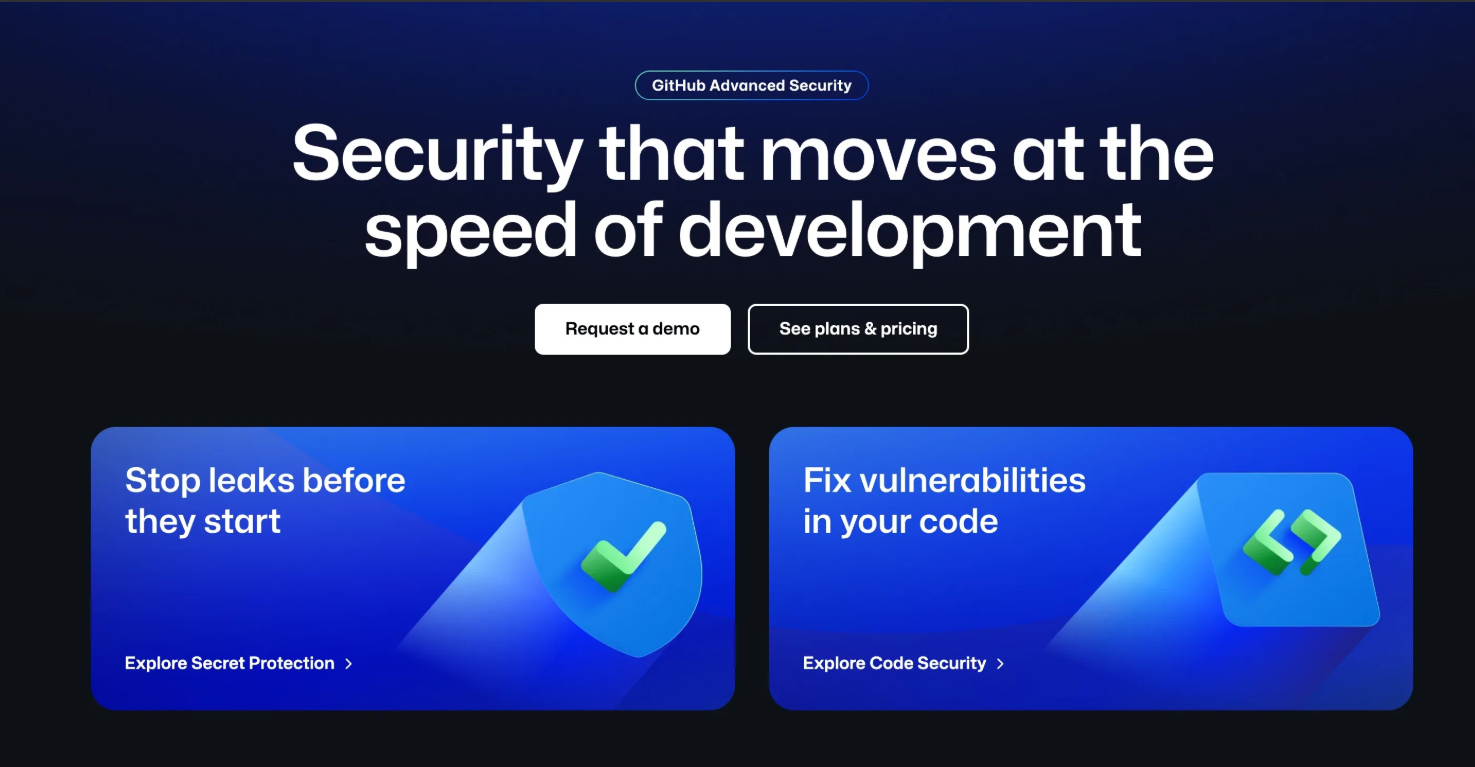 GitHub Advanced Security
Security that moves at the
speed of development
Request a demo
See plans & pricing
Stop leaks before
they start
Explore Secret Protection
Fix vulnerabilities
in your code
Explore Code Security